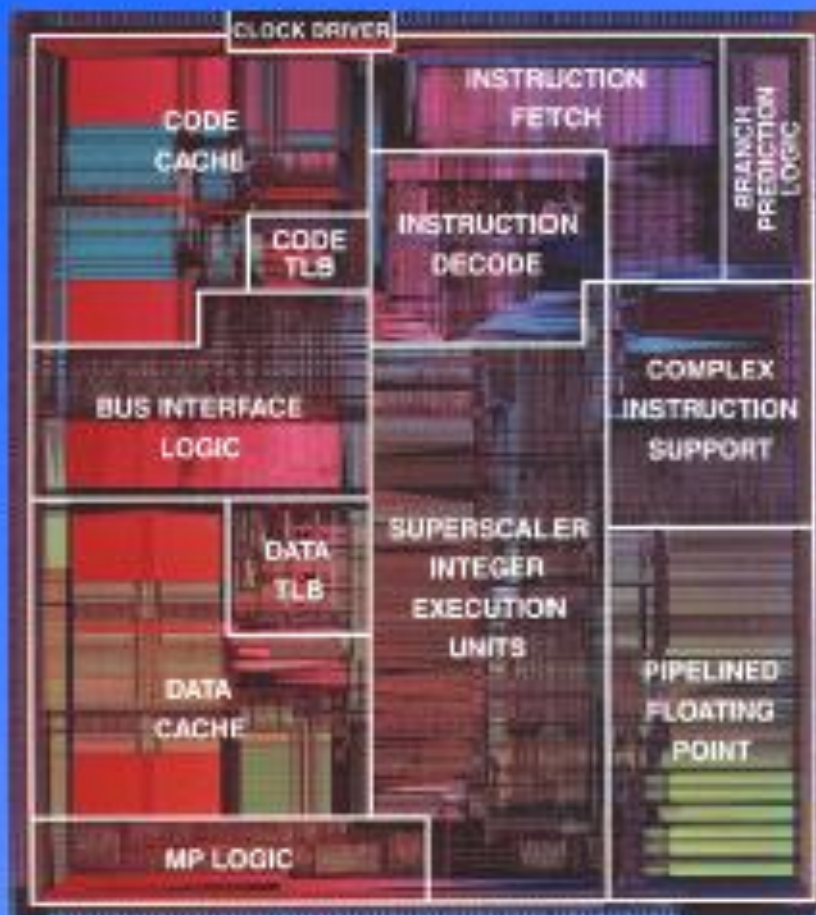 CLOCK DRIVER
CODE
CACHE
INSTRUCTION
FETCH
BRANCH
PREDICTION
LOGIC
CODE
TLB
INSTRUCTION
DECODE
BUS INTERFACE
LOGIC
COMPLEX
INSTRUCTION
SUPPORT
DATA
TLB
SUPERSCALER
INTEGER
EXECUTION
UNITS
DATA
CACHE
PIPELINED
FLOATING
POINT
MP LOGIC